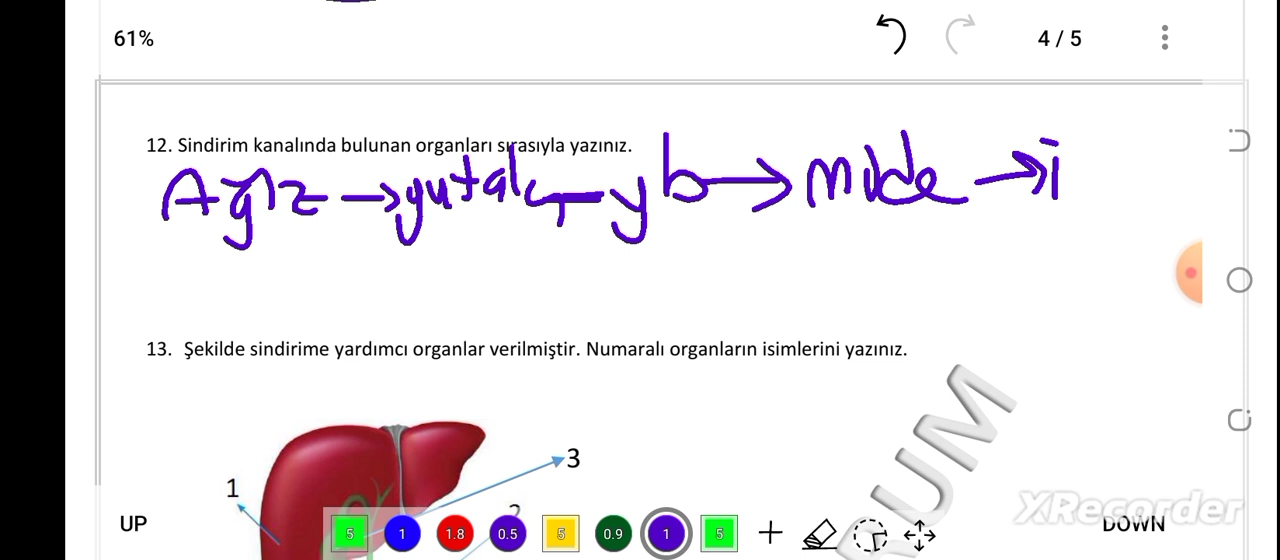 61%
4 / 5
12. Sindirim kanalında bulunan organları sırasıyla yazınız.
Ağız → yutak yb → mide → i
13. Şekilde sindirime yardımcı organlar verilmiştir. Numaralı organların isimlerini yazınız.
UM
3
1
2
UP
5 1 1.8 0.5 5 0.9 1 5
XRecorder
DOWN